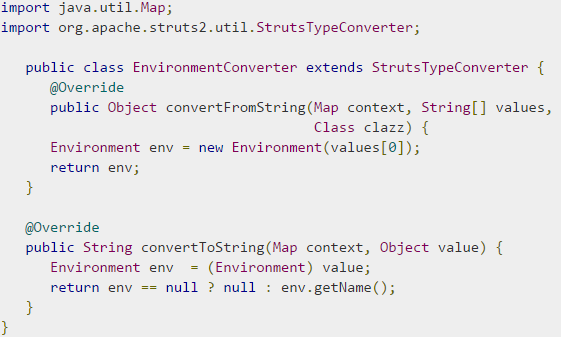 import java.util.Map;
import org.apache.struts2.util.StrutsTypeConverter;
public class EnvironmentConverter extends StrutsTypeConverter {
@Override
public Object convertFromString(Map context, String[] values,
Class clazz) {
Environment env = new Environment(values[0]);
return env;
}
@Override
public String convertToString(Map context, Object value) {
Environment env  = (Environment) value;
return env == null ? null : env.getName();
}
}